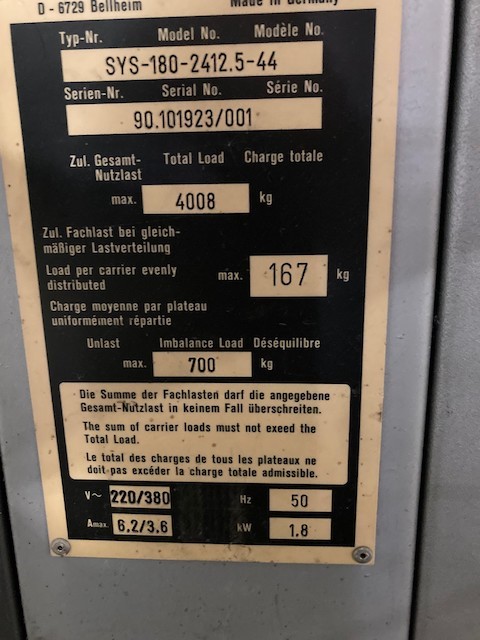 D - 6729 Bellheim Made in Germany
Typ-Nr. Model No. Modèle No.
SYS-180-2412.5-44
Serien-Nr. Serial No. Série No.
90.101923/001
Zul. Gesamt- Total Load Charge totale
Nutzlast
max. 4008 kg
Zul. Fachlast bei gleich-
mäßiger Lastverteilung
Load per carrier evenly max. 167 kg
distributed
Charge moyenne par plateau
uniformément répartie
Unlast Imbalance Load Déséquilibre
max. 700 kg
Die Summe der Fachlasten darf die angegebene
Gesamt-Nutzlast in keinem Fall überschreiten.
The sum of carrier loads must not exceed the
Total Load.
Le total des charges de tous les plateaux ne
doit pas excéder la charge totale admissible.
V~ 220/380 Hz 50
Amax. 6,2/3,6 kW 1,8